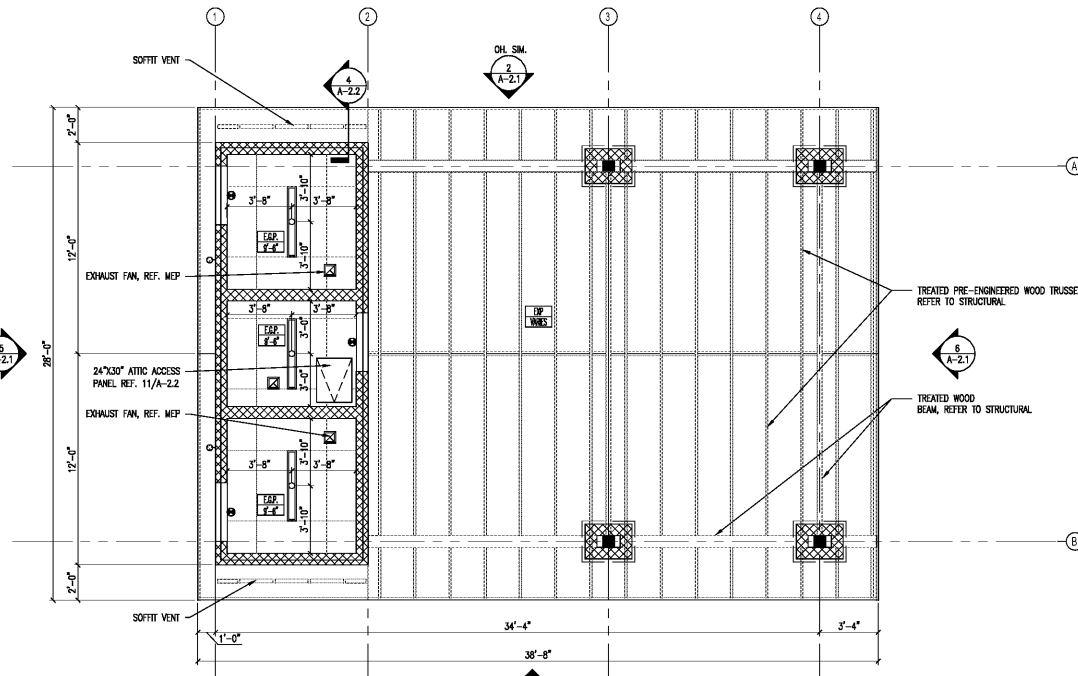 1
2
3
4
OH. SIM.
2
A-2.1
SOFFIT VENT
4
A-2.2
2'-0"
A
3'-10"
3'-8"
3'-8"
12'-0"
F.G.P.
9'-6"
3'-10"
EXHAUST FAN, REF. MEP
TREATED PRE-ENGINEERED WOOD TRUSSE
REFER TO STRUCTURAL
3'-8"
3'-8"
EXP
VARIES
3'-0"
F.G.P.
9'-6"
5
-2.1
28'-0"
6
A-2.1
24"X30" ATTIC ACCESS
PANEL REF. 11/A-2.2
3'-0"
TREATED WOOD
BEAM, REFER TO STRUCTURAL
EXHAUST FAN, REF. MEP
3'-10"
12'-0"
3'-8"
3'-8"
F.G.P.
9'-6"
3'-10"
B
2'-0"
SOFFIT VENT
1'-0"
34'-4"
3'-4"
38'-8"